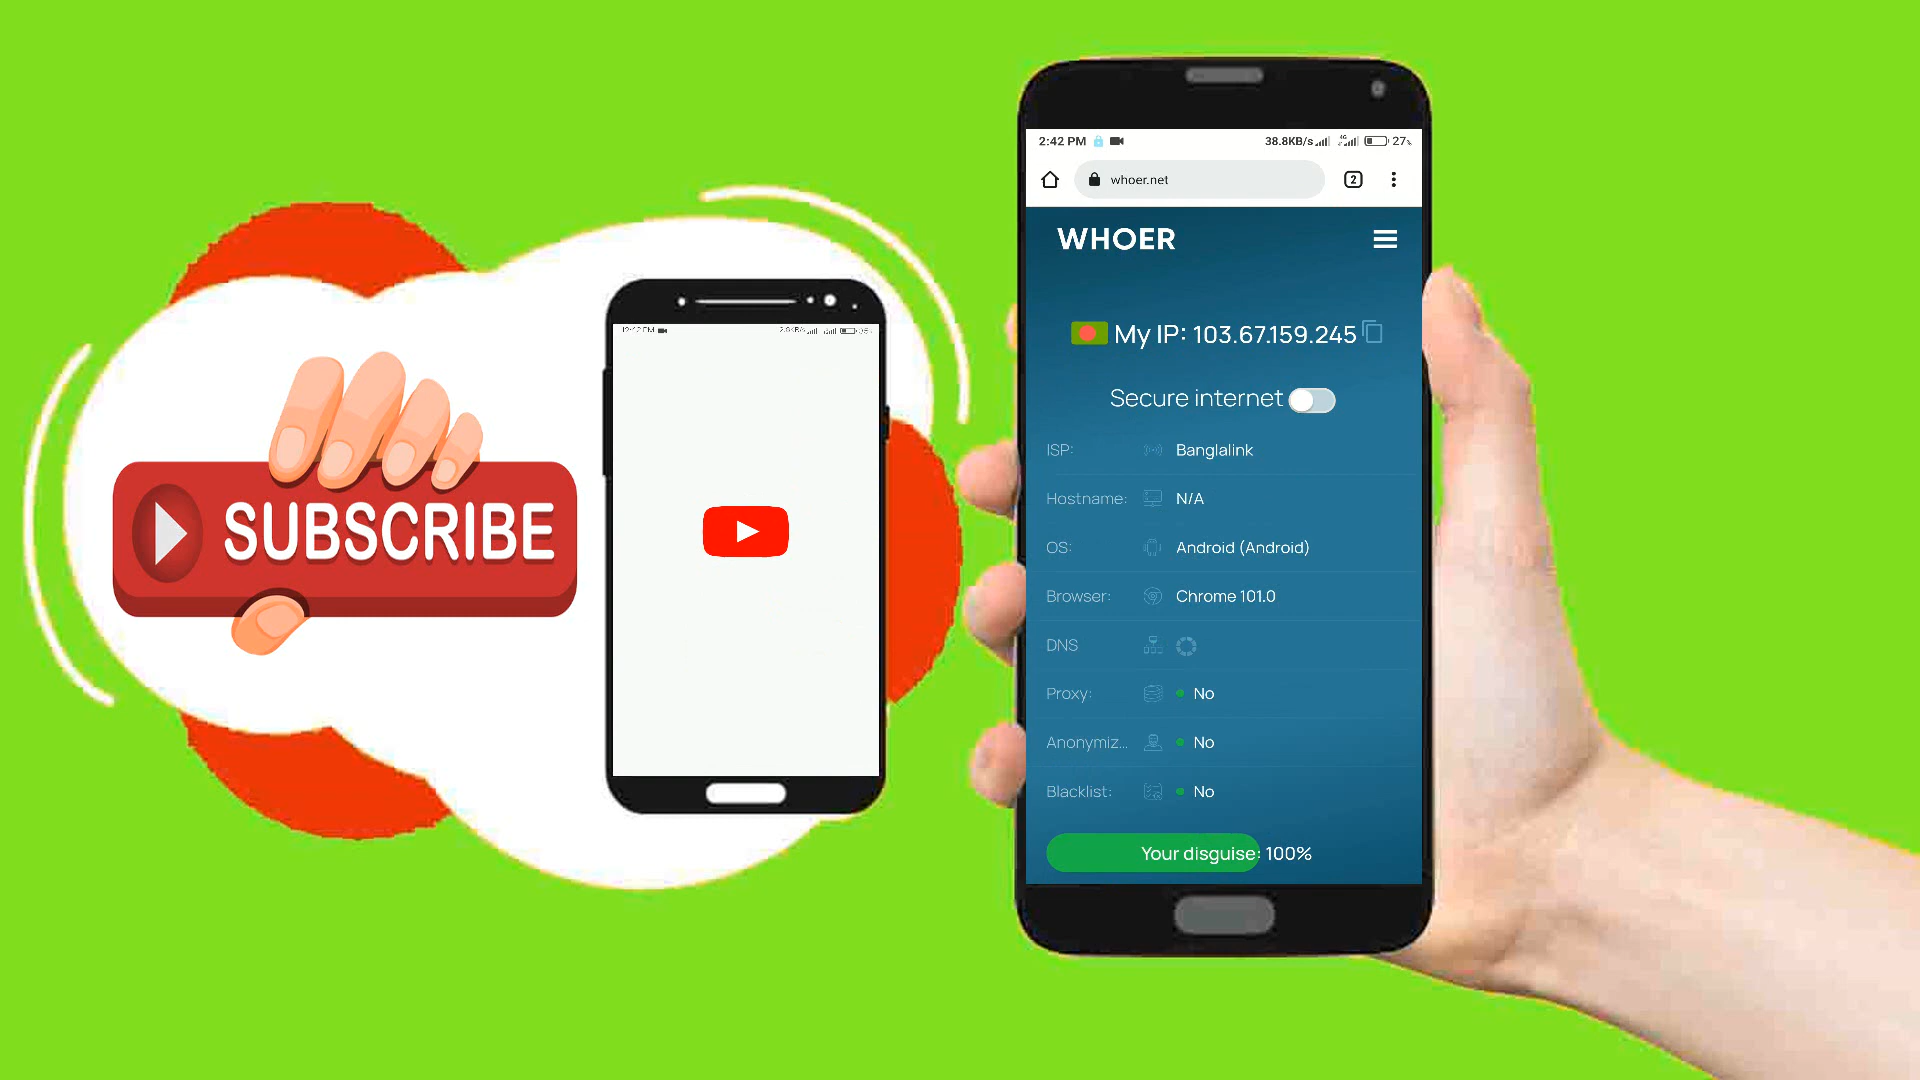 SUBSCRIBE
2:42 PM
38.8KB/s 4G 27%
whoer.net
2
WHOER
My IP: 103.67.159.245
Secure internet
ISP: Banglalink
Hostname: N/A
OS: Android (Android)
Browser: Chrome 101.0
DNS
Proxy: No
Anonymiz... No
Blacklist: No
Your disguise: 100%